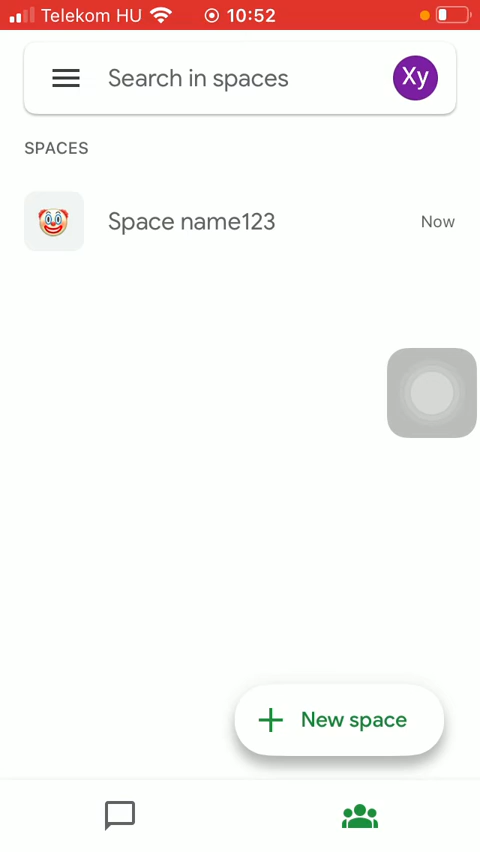 Telekom HU 10:52
Search in spaces
Xy
SPACES
Space name123
Now
New space